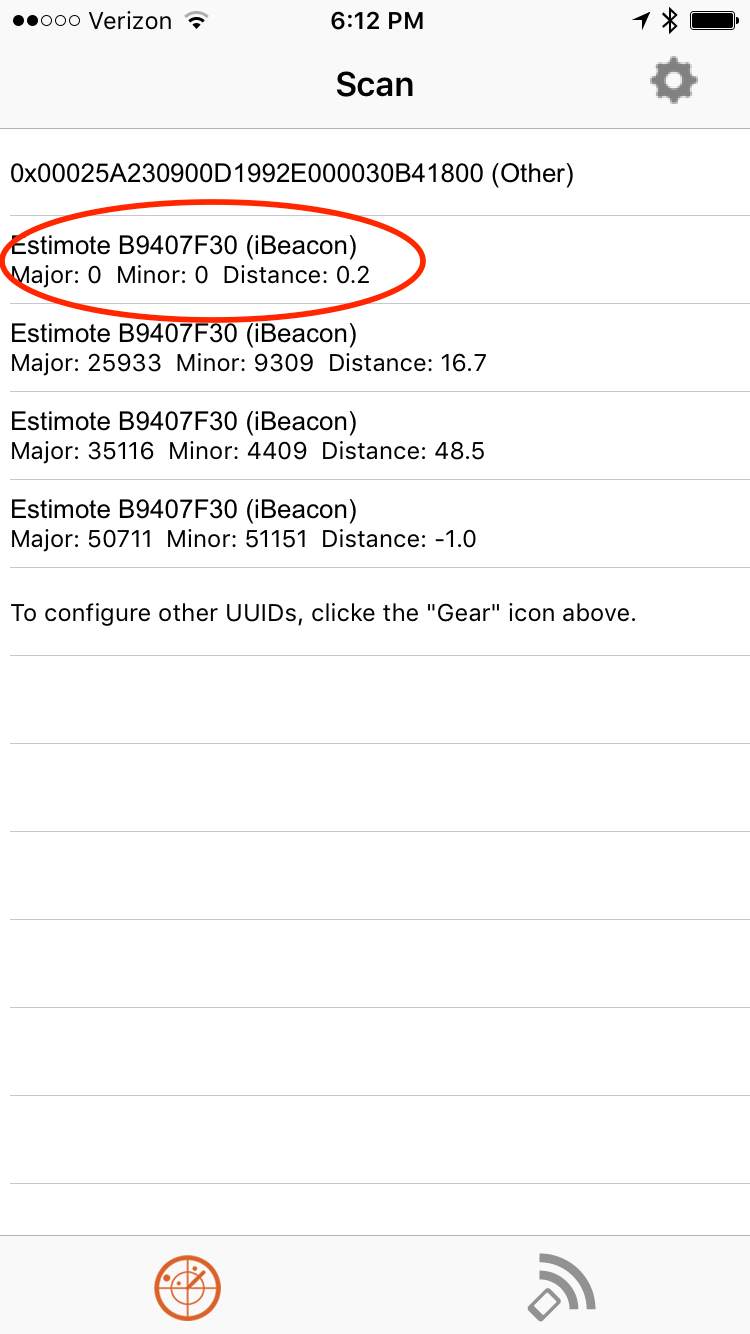 Verizon 6:12 PM
Scan
0x00025A230900D1992E000030B41800 (Other)
Estimote B9407F30 (iBeacon)
Major: 0 Minor: 0 Distance: 0.2
Estimote B9407F30 (iBeacon)
Major: 25933 Minor: 9309 Distance: 16.7
Estimote B9407F30 (iBeacon)
Major: 35116 Minor: 4409 Distance: 48.5
Estimote B9407F30 (iBeacon)
Major: 50711 Minor: 51151 Distance: -1.0
To configure other UUIDs, clicke the "Gear" icon above.